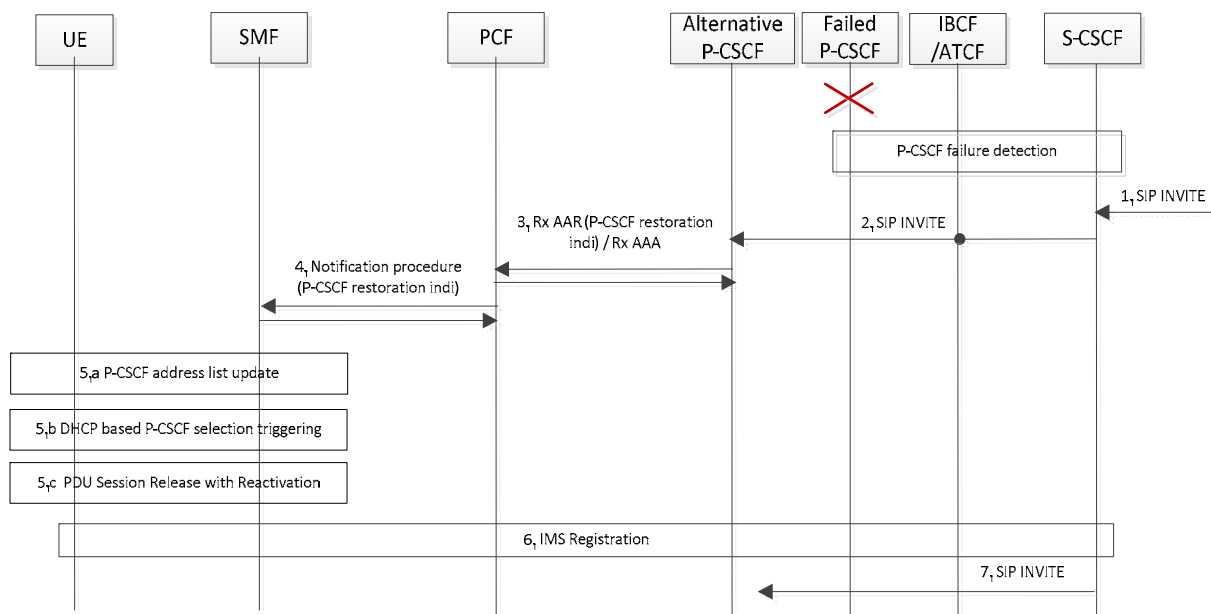 UE
SMF
PCF
Alternative
P-CSCF
Failed
P-CSCF
IBCF
/ATCF
S-CSCF
P-CSCF failure detection
1, SIP INVITE
2, SIP INVITE
3, Rx AAR (P-CSCF restoration
indi) / Rx AAA
4, Notification procedure
(P-CSCF restoration indi)
5,a P-CSCF address list update
5,b DHCP based P-CSCF selection triggering
5,c PDU Session Release with Reactivation
6, IMS Registration
7, SIP INVITE